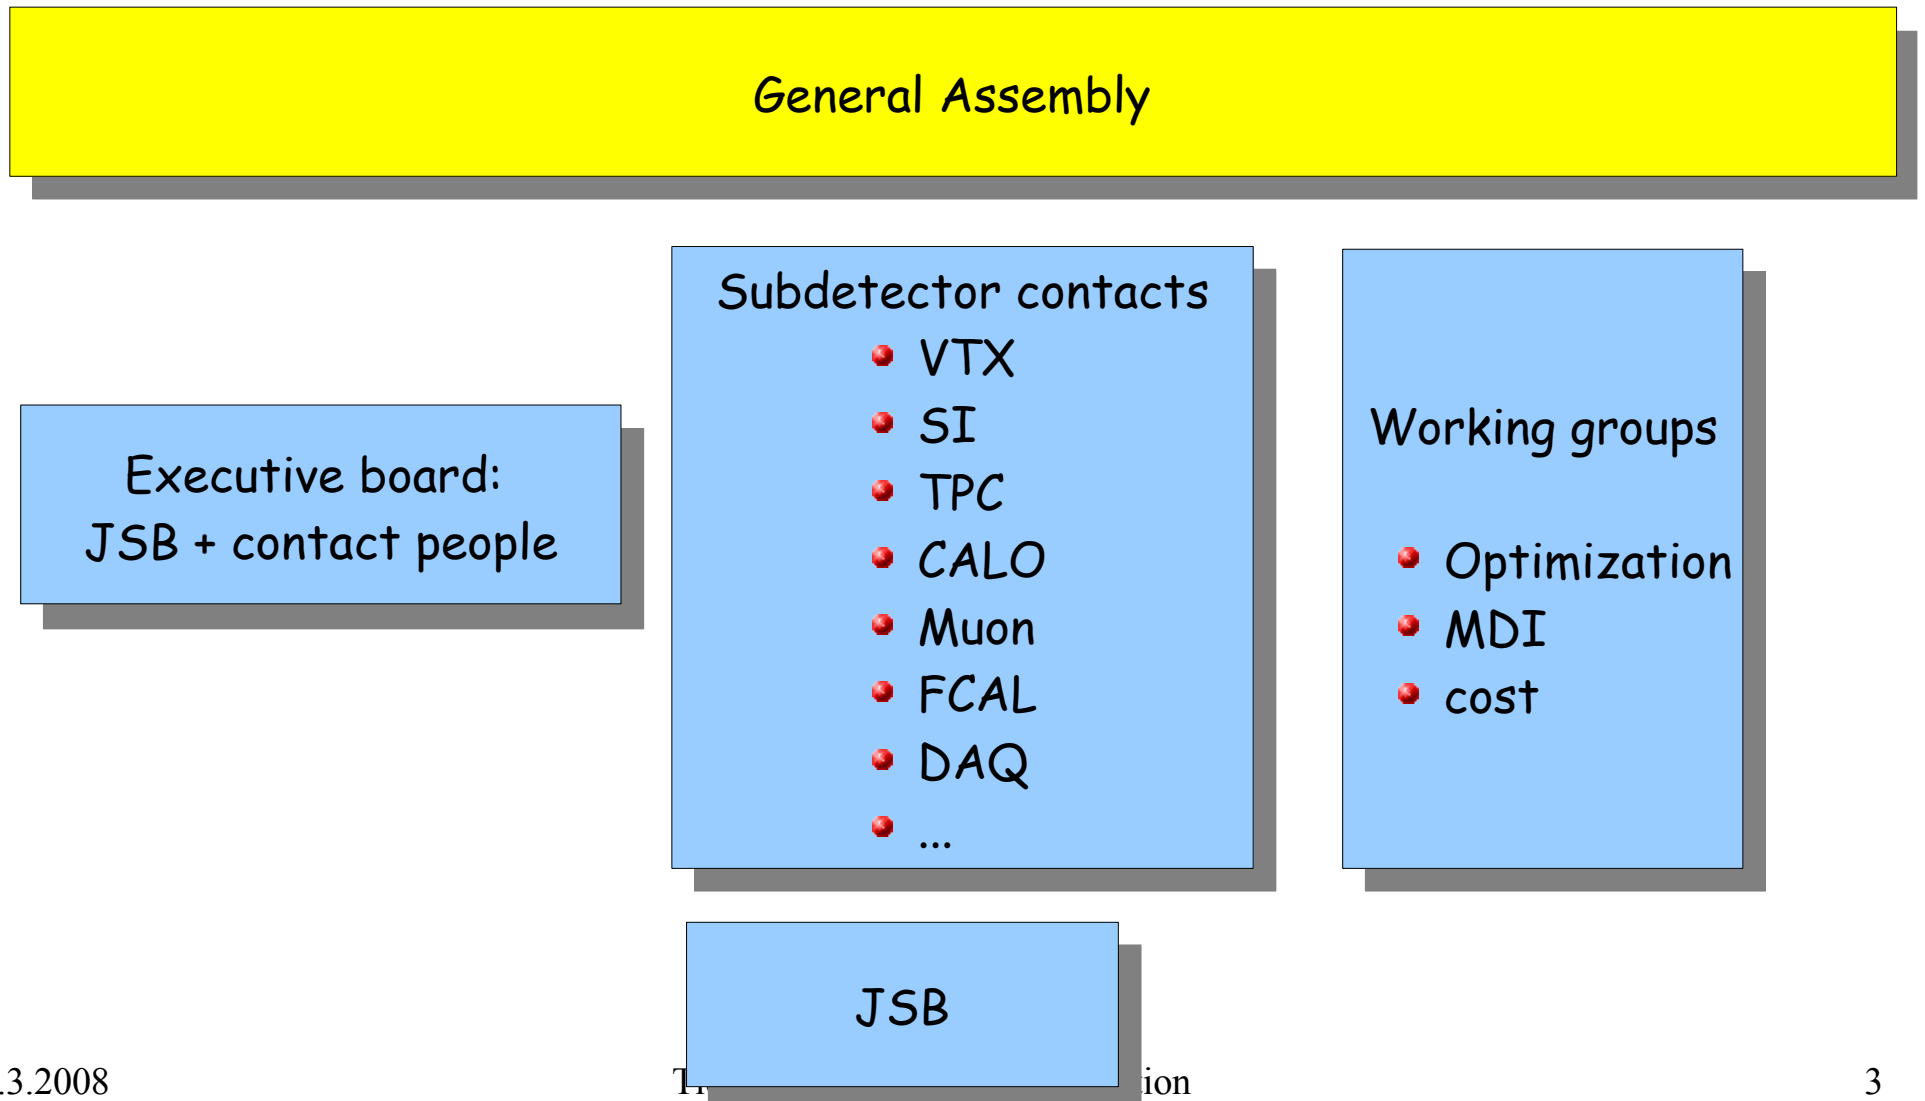 General Assembly
Executive board:
JSB + contact people
Subdetector contacts
VTX
SI
TPC
CALO
Muon
FCAL
DAQ
...
Working groups
Optimization
MDI
cost
JSB
.3.2008
3